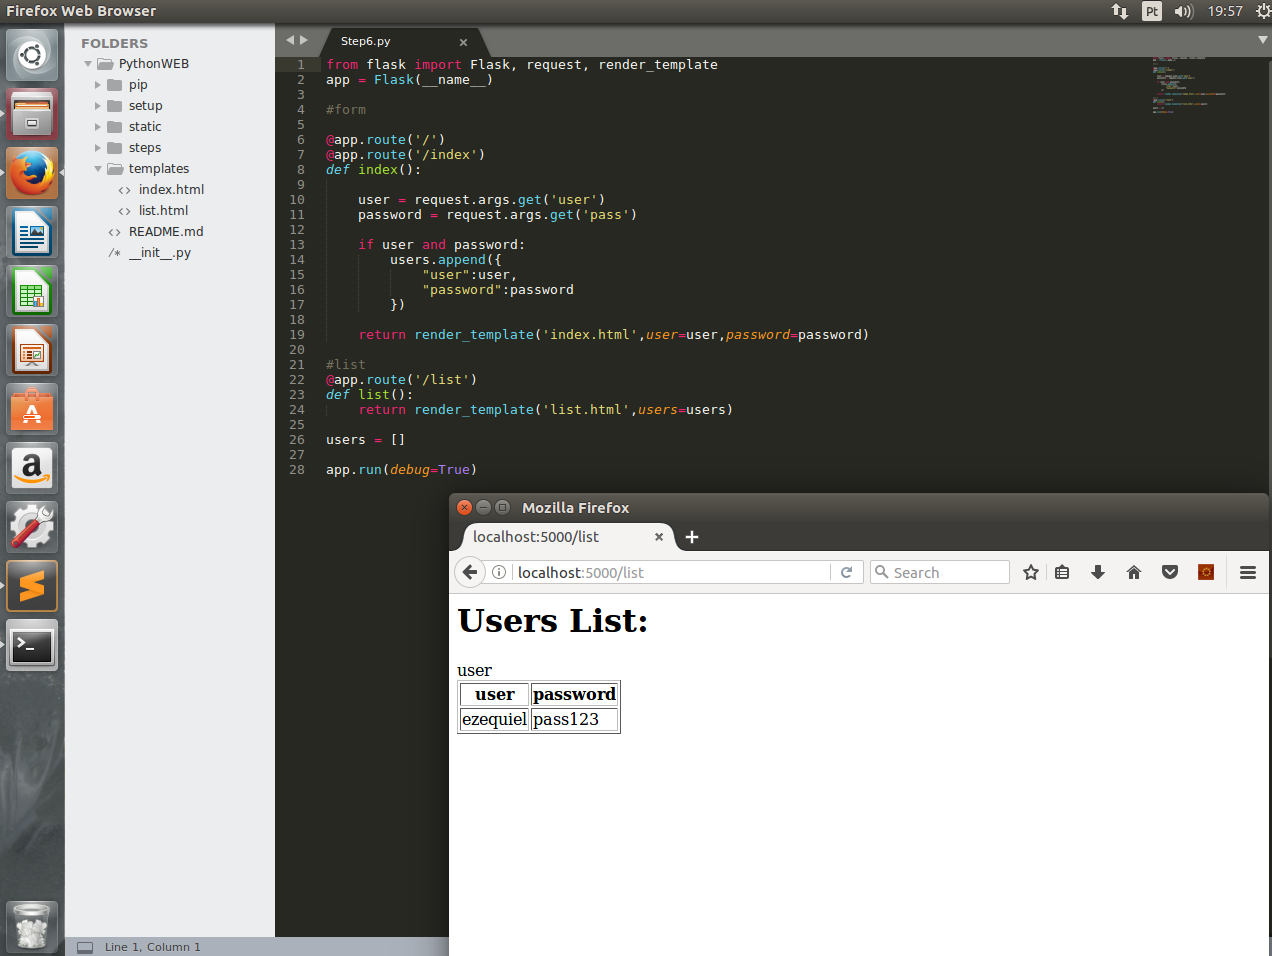 Firefox Web Browser
Pt
19:57
FOLDERS
PythonWEB
pip
setup
static
steps
templates
<> index.html
<> list.html
<> README.md
/* __init__.py
Step6.py
1 from flask import Flask, request, render_template
2 app = Flask(__name__)
3
4 #form
5
6 @app.route('/')
7 @app.route('/index')
8 def index():
9
10     user = request.args.get('user')
11     password = request.args.get('pass')
12
13     if user and password:
14         users.append({
15             "user":user,
16             "password":password
17         })
18
19     return render_template('index.html',user=user,password=password)
20
21 #list
22 @app.route('/list')
23 def list():
24     return render_template('list.html',users=users)
25
26 users = []
27
28 app.run(debug=True)
Mozilla Firefox
localhost:5000/list
localhost:5000/list
Search
Users List:
user
user password
ezequiel pass123
Line 1, Column 1